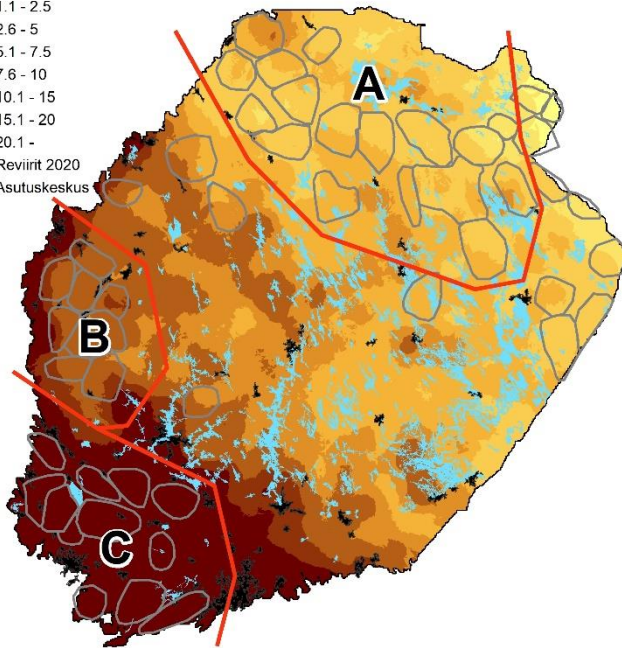 1.1 - 2.5
2.6 - 5
5.1 - 7.5
7.6 - 10
10.1 - 15
15.1 - 20
20.1 -
Reviirit 2020
Asutuskeskus
A
B
C